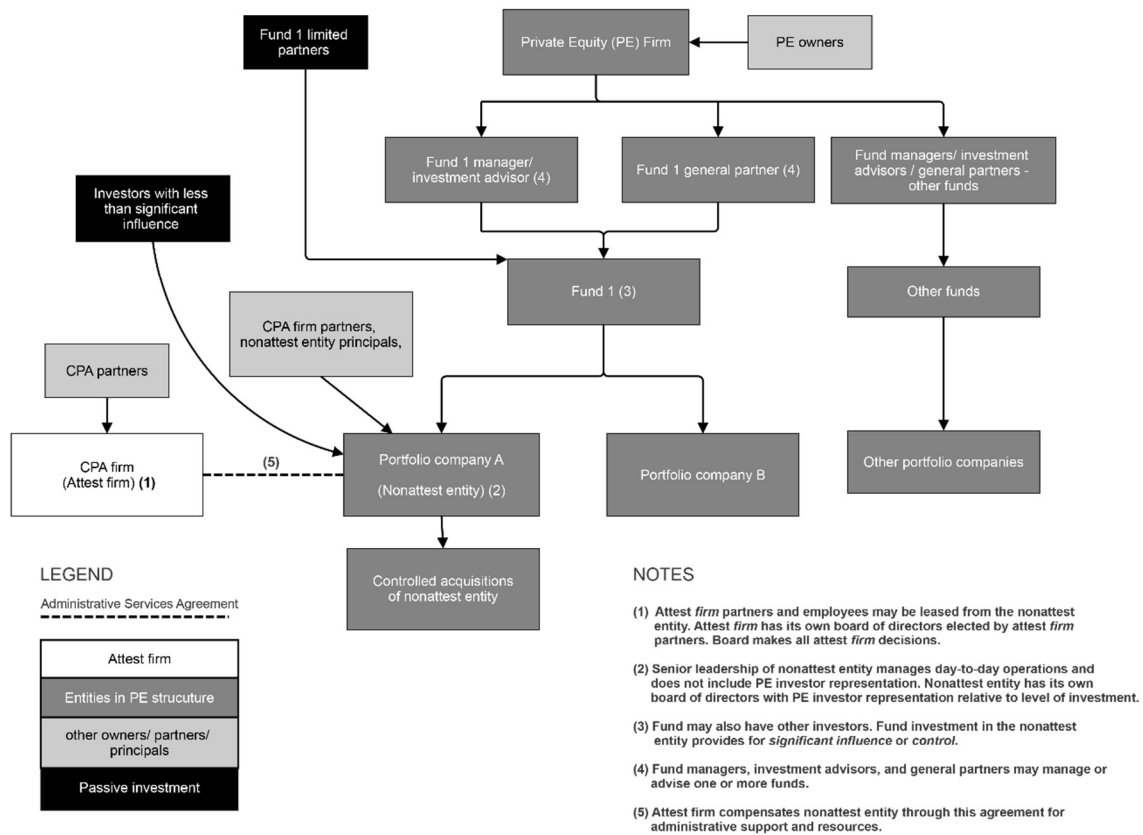 Fund 1 limited
partners
Private Equity (PE) Firm
PE owners
Fund 1 manager/
investment advisor (4)
Fund 1 general partner (4)
Fund managers/ investment
advisors / general partners -
other funds
Investors with less
than significant
influence
Fund 1 (3)
Other funds
CPA firm partners,
nonattest entity principals,
CPA partners
CPA firm
(Attest firm) (1)
(5)
Portfolio company A
(Nonattest entity) (2)
Portfolio company B
Other portfolio companies
Controlled acquisitions
of nonattest entity
LEGEND
Administrative Services Agreement
Attest firm
Entities in PE strucuture
other owners/ partners/
principals
Passive investment
NOTES
(1) Attest firm partners and employees may be leased from the nonattest
entity. Attest firm has its own board of directors elected by attest firm
partners. Board makes all attest firm decisions.
(2) Senior leadership of nonattest entity manages day-to-day operations and
does not include PE investor representation. Nonattest entity has its own
board of directors with PE investor representation relative to level of investment.
(3) Fund may also have other investors. Fund investment in the nonattest
entity provides for significant influence or control.
(4) Fund managers, investment advisors, and general partners may manage or
advise one or more funds.
(5) Attest firm compensates nonattest entity through this agreement for
administrative support and resources.